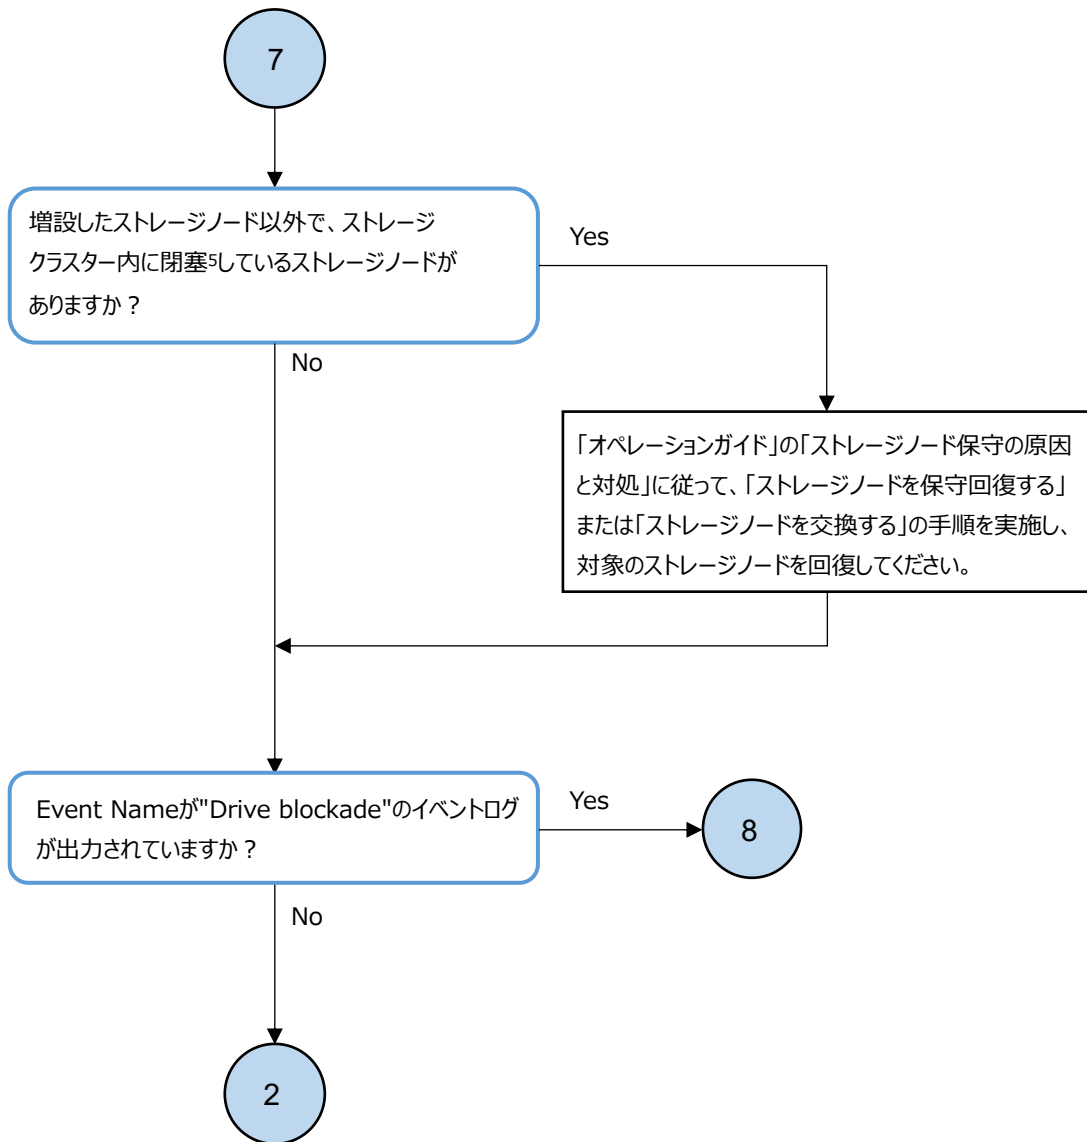 7
増設したストレージノード以外で、ストレージ
クラスター内に閉塞5しているストレージノードが
ありますか？
Yes
No
「オペレーションガイド」の「ストレージノード保守の原因
と対処」に従って、「ストレージノードを保守回復する」
または「ストレージノードを交換する」の手順を実施し、
対象のストレージノードを回復してください。
Event Nameが"Drive blockade"のイベントログ
が出力されていますか？
Yes
8
No
2